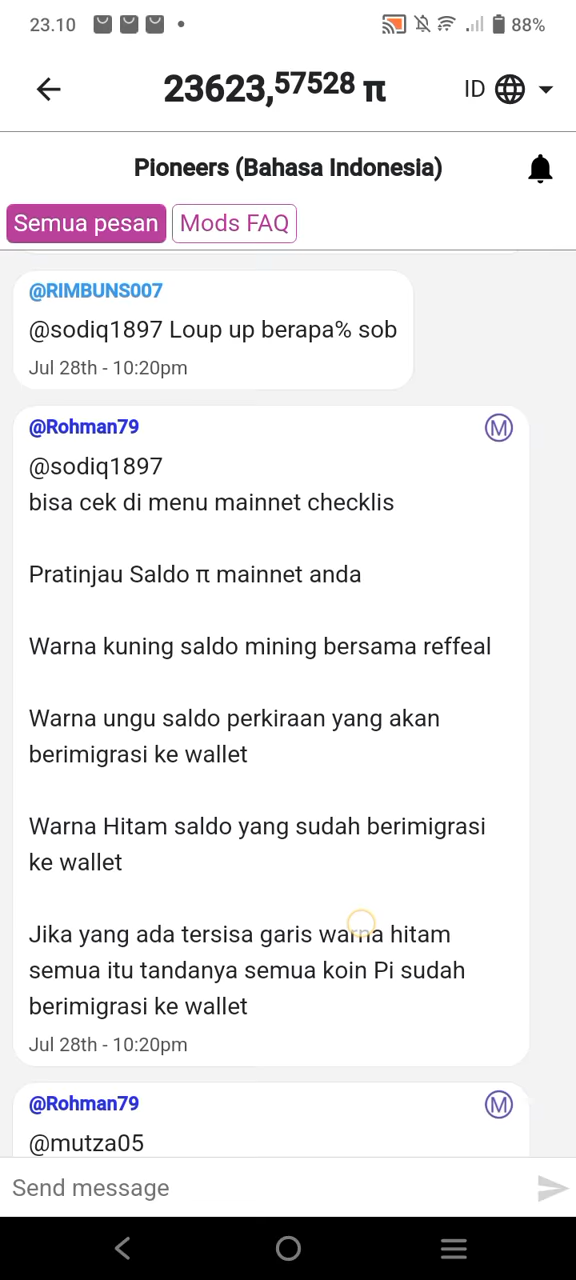 23.10
88%
23623,57528 π
ID
Pioneers (Bahasa Indonesia)
Semua pesan
Mods FAQ
@RIMBUNS007
@sodiq1897 Loup up berapa% sob
Jul 28th - 10:20pm
@Rohman79
M
@sodiq1897
bisa cek di menu mainnet checklis
Pratinjau Saldo π mainnet anda
Warna kuning saldo mining bersama reffeal
Warna ungu saldo perkiraan yang akan
berimigrasi ke wallet
Warna Hitam saldo yang sudah berimigrasi
ke wallet
Jika yang ada tersisa garis warna hitam
semua itu tandanya semua koin Pi sudah
berimigrasi ke wallet
Jul 28th - 10:20pm
@Rohman79
M
@mutza05
Send message